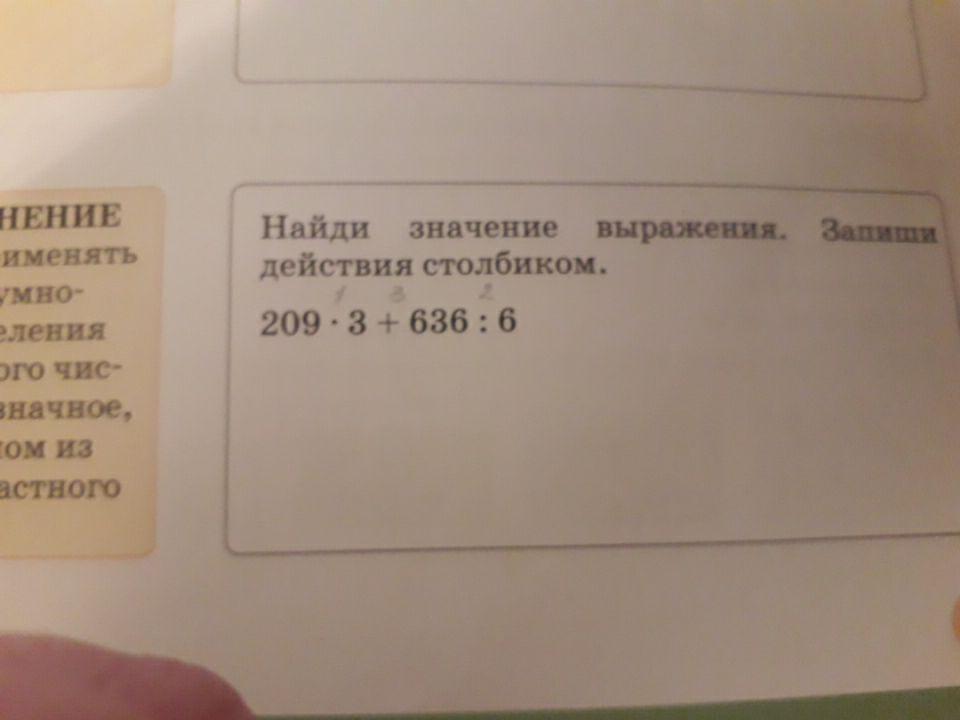 НЕНИЕ
именять
умно-
еления
ого чис-
значное,
ом из
астного
Найди значение выражения. Запиши
действия столбиком.
1 3 2
209 · 3 + 636 : 6